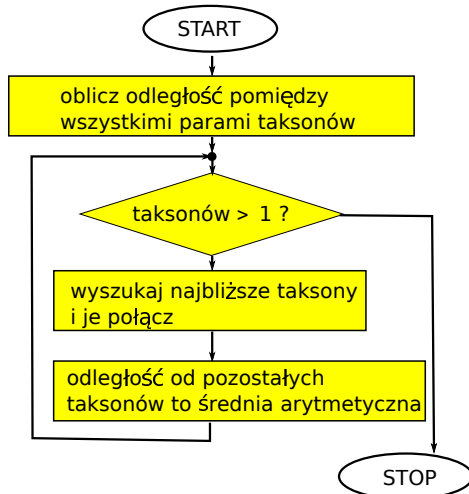 START
oblicz odległość pomiędzy
wszystkimi parami taksonów
taksonów > 1 ?
wyszukaj najbliższe taksony
i je połącz
odległość od pozostałych
taksonów to średnia arytmetyczna
STOP